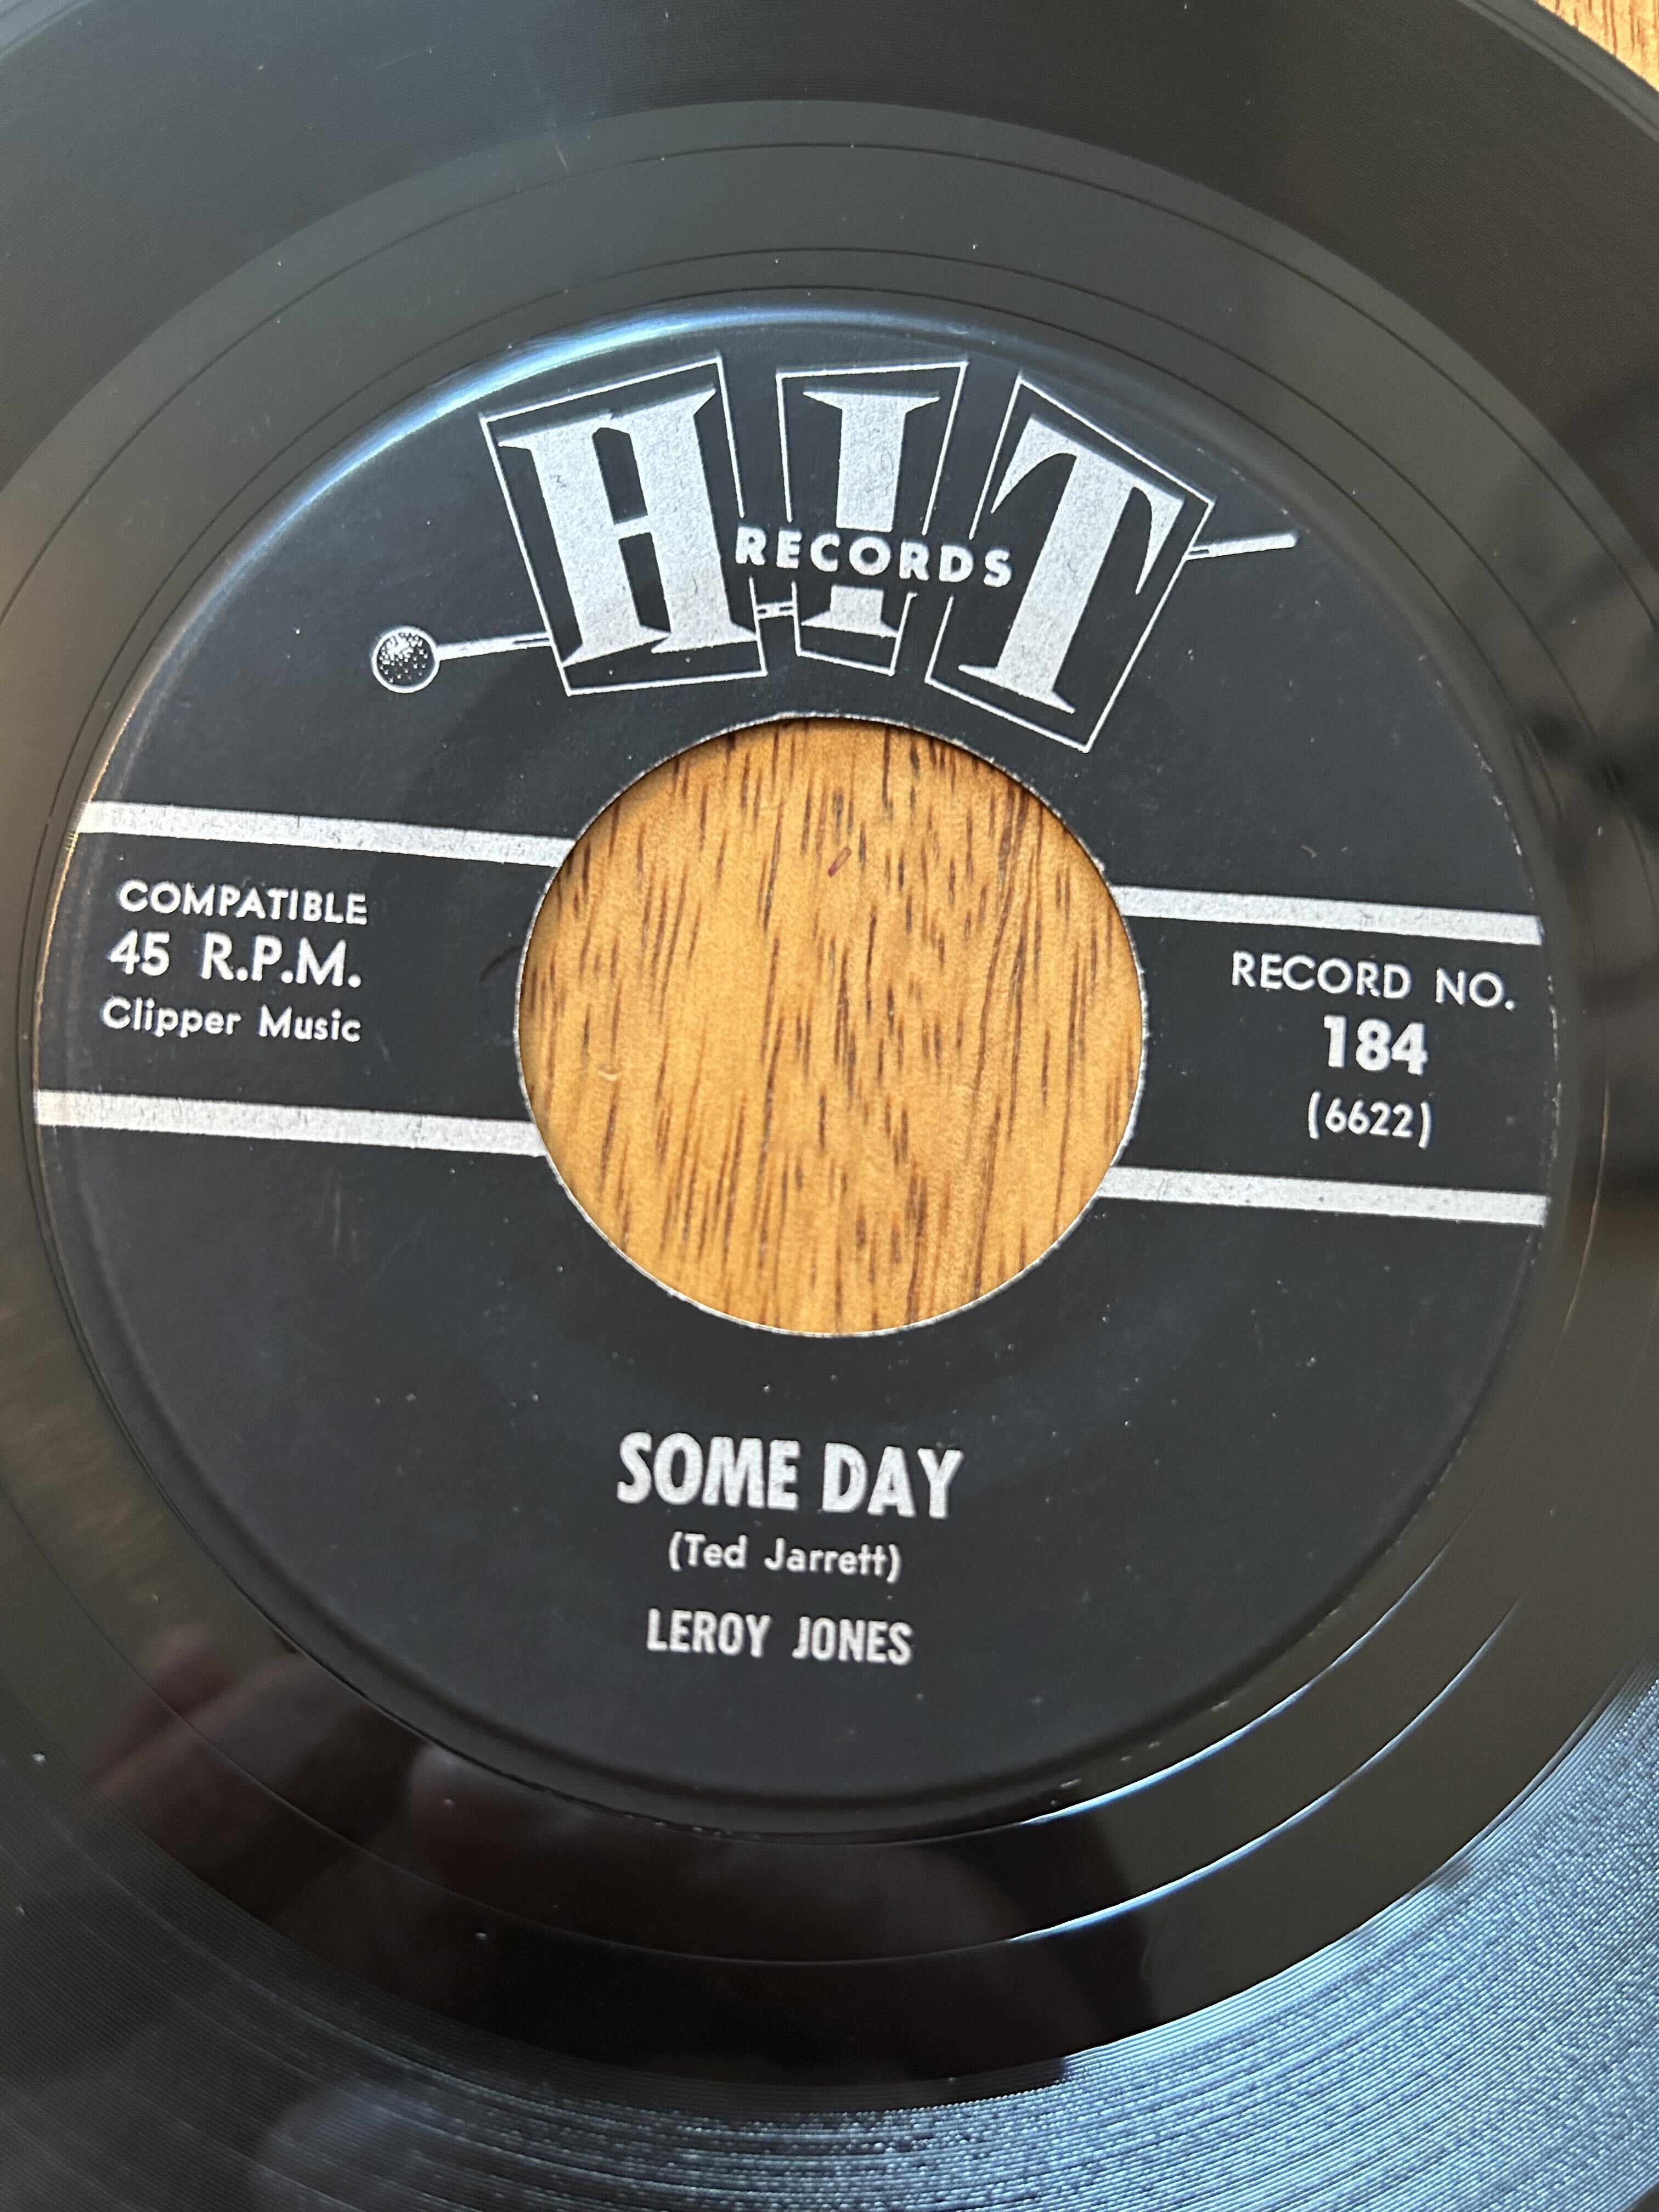 HIT
RECORDS
COMPATIBLE
45 R.P.M.
Clipper Music
RECORD NO.
184
(6622)
SOME DAY
(Ted Jarrett)
LEROY JONES